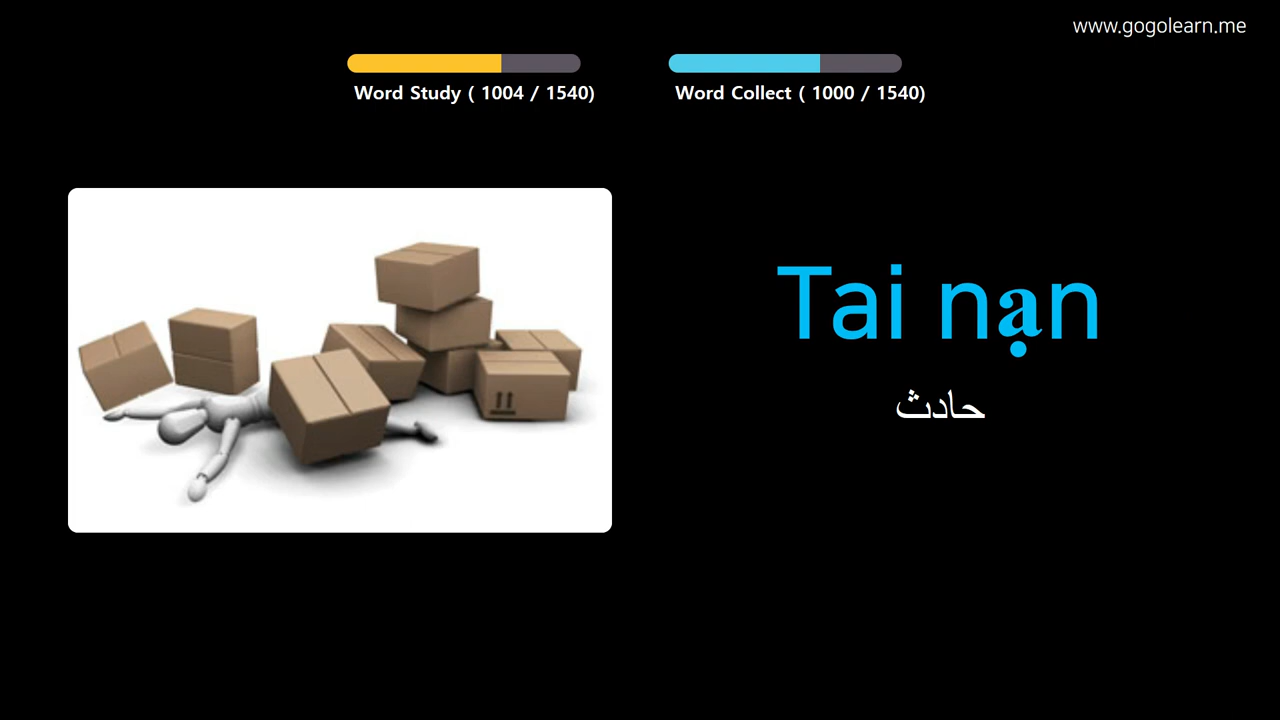 www.gogolearn.me
Word Study ( 1004 / 1540)
Word Collect ( 1000 / 1540)
Tai nạn
حادث